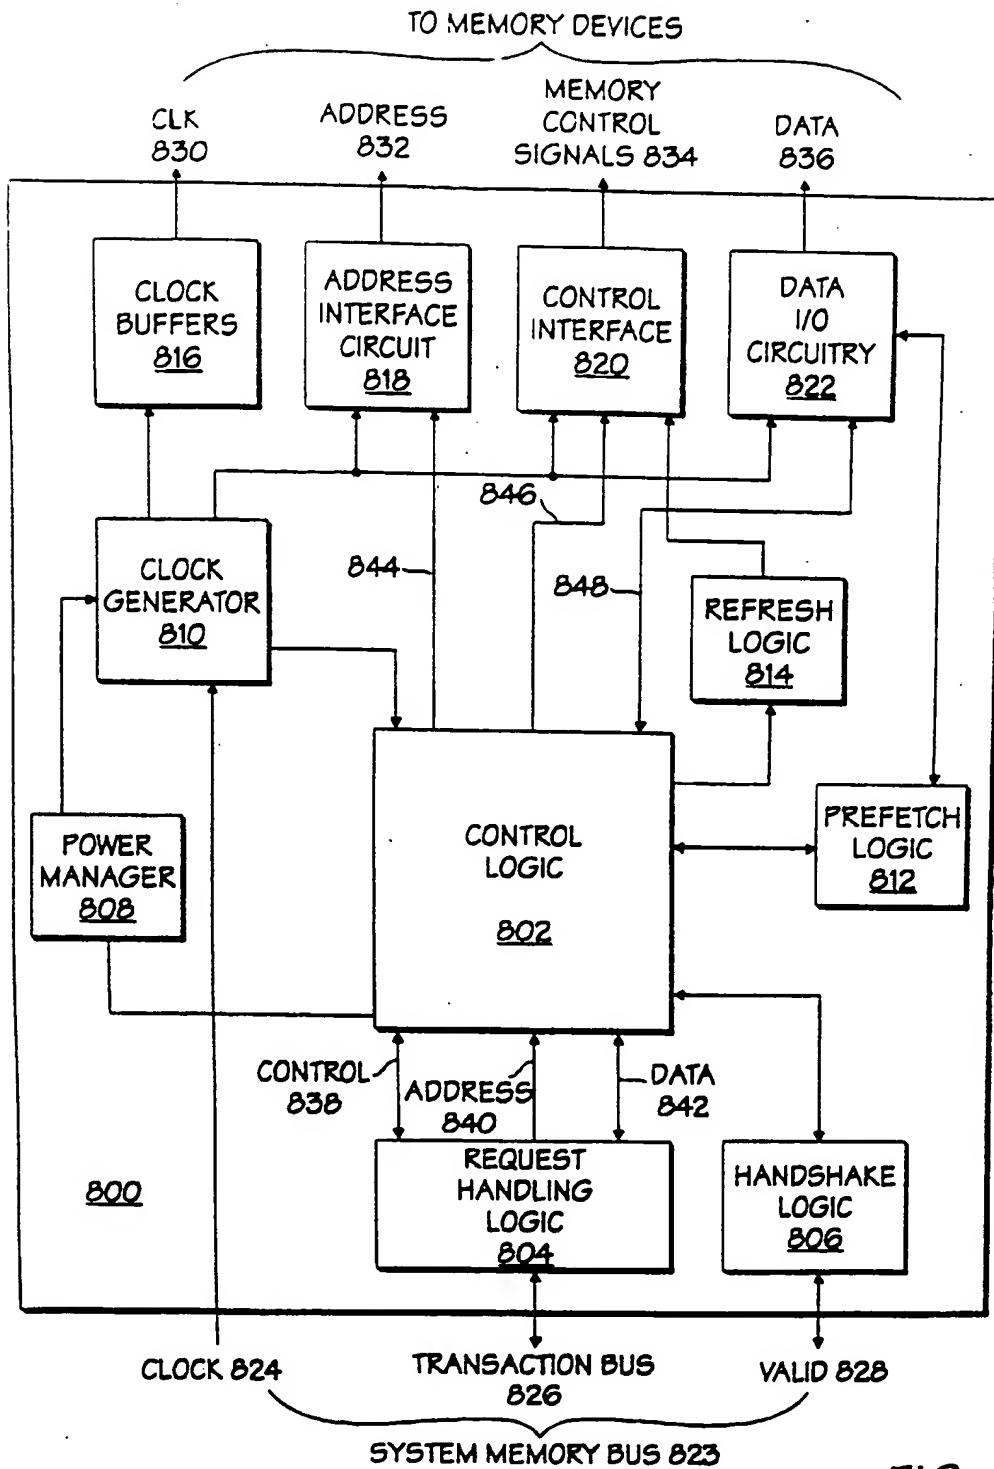 TO MEMORY DEVICES
CLK
830
ADDRESS
832
MEMORY
CONTROL
SIGNALS 834
DATA
836
CLOCK
BUFFERS
816
ADDRESS
INTERFACE
CIRCUIT
818
CONTROL
INTERFACE
820
DATA
I/O
CIRCUITRY
822
846
844
848
CLOCK
GENERATOR
810
REFRESH
LOGIC
814
POWER
MANAGER
808
CONTROL
LOGIC
802
PREFETCH
LOGIC
812
CONTROL
838
ADDRESS
840
DATA
842
800
REQUEST
HANDLING
LOGIC
804
HANDSHAKE
LOGIC
806
CLOCK 824
TRANSACTION BUS
826
VALID 828
SYSTEM MEMORY BUS 823